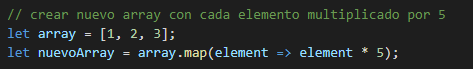 // crear nuevo array con cada elemento multiplicado por 5
let array = [1, 2, 3];
let nuevoArray = array.map(element => element * 5);